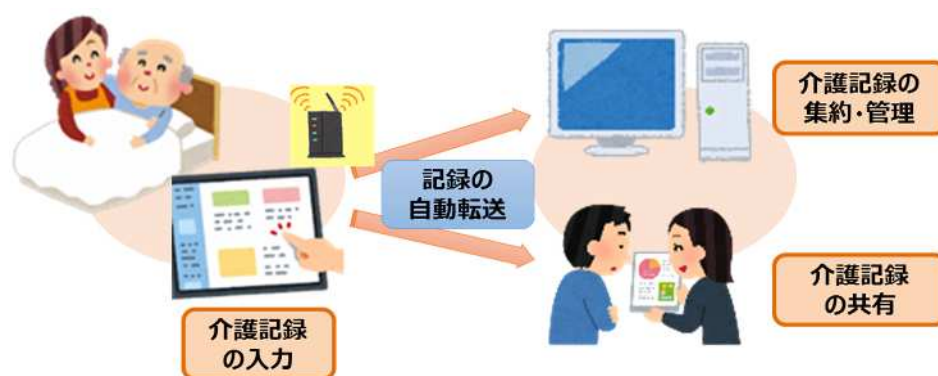 介護記録
の入力
記録の
自動転送
介護記録の
集約・管理
介護記録
の共有